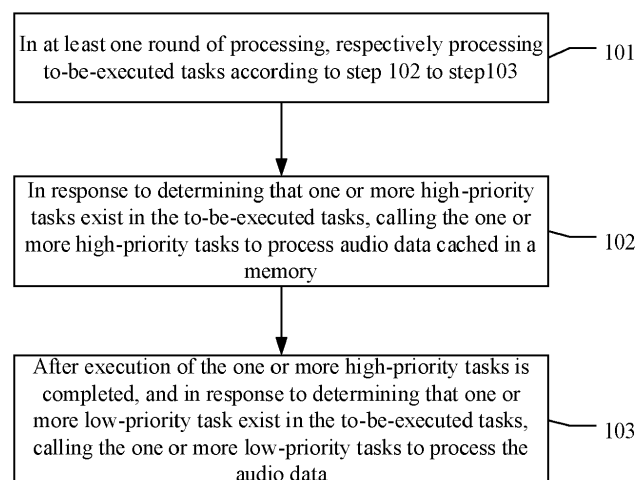 In at least one round of processing, respectively processing
to-be-executed tasks according to step 102 to step103
101
In response to determining that one or more high-priority
tasks exist in the to-be-executed tasks, calling the one or
more high-priority tasks to process audio data cached in a
memory
102
After execution of the one or more high-priority tasks is
completed, and in response to determining that one or
more low-priority task exist in the to-be-executed tasks,
calling the one or more low-priority tasks to process the
audio data
103